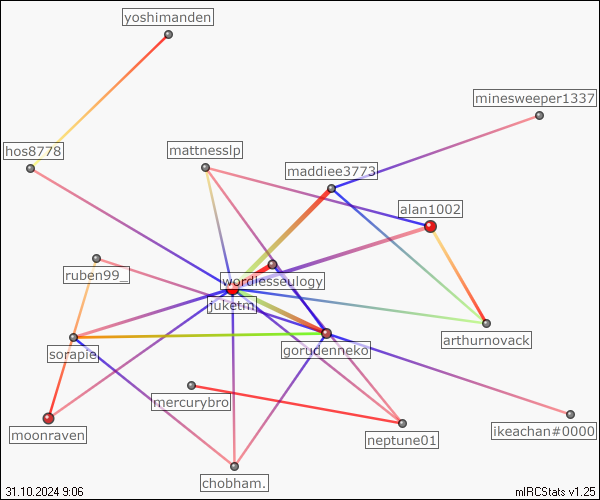 yoshimanden
minesweeper1337
hos8778
mattnesslp
maddiee3773
alan1002
ruben99_
wordlesseulogy
juketm
arthurnovack
sorapie
gorudenneko
mercurybro
moonraven
neptune01
ikeachan#0000
chobham.
31.10.2024 9:06
mIRCStats v1.25